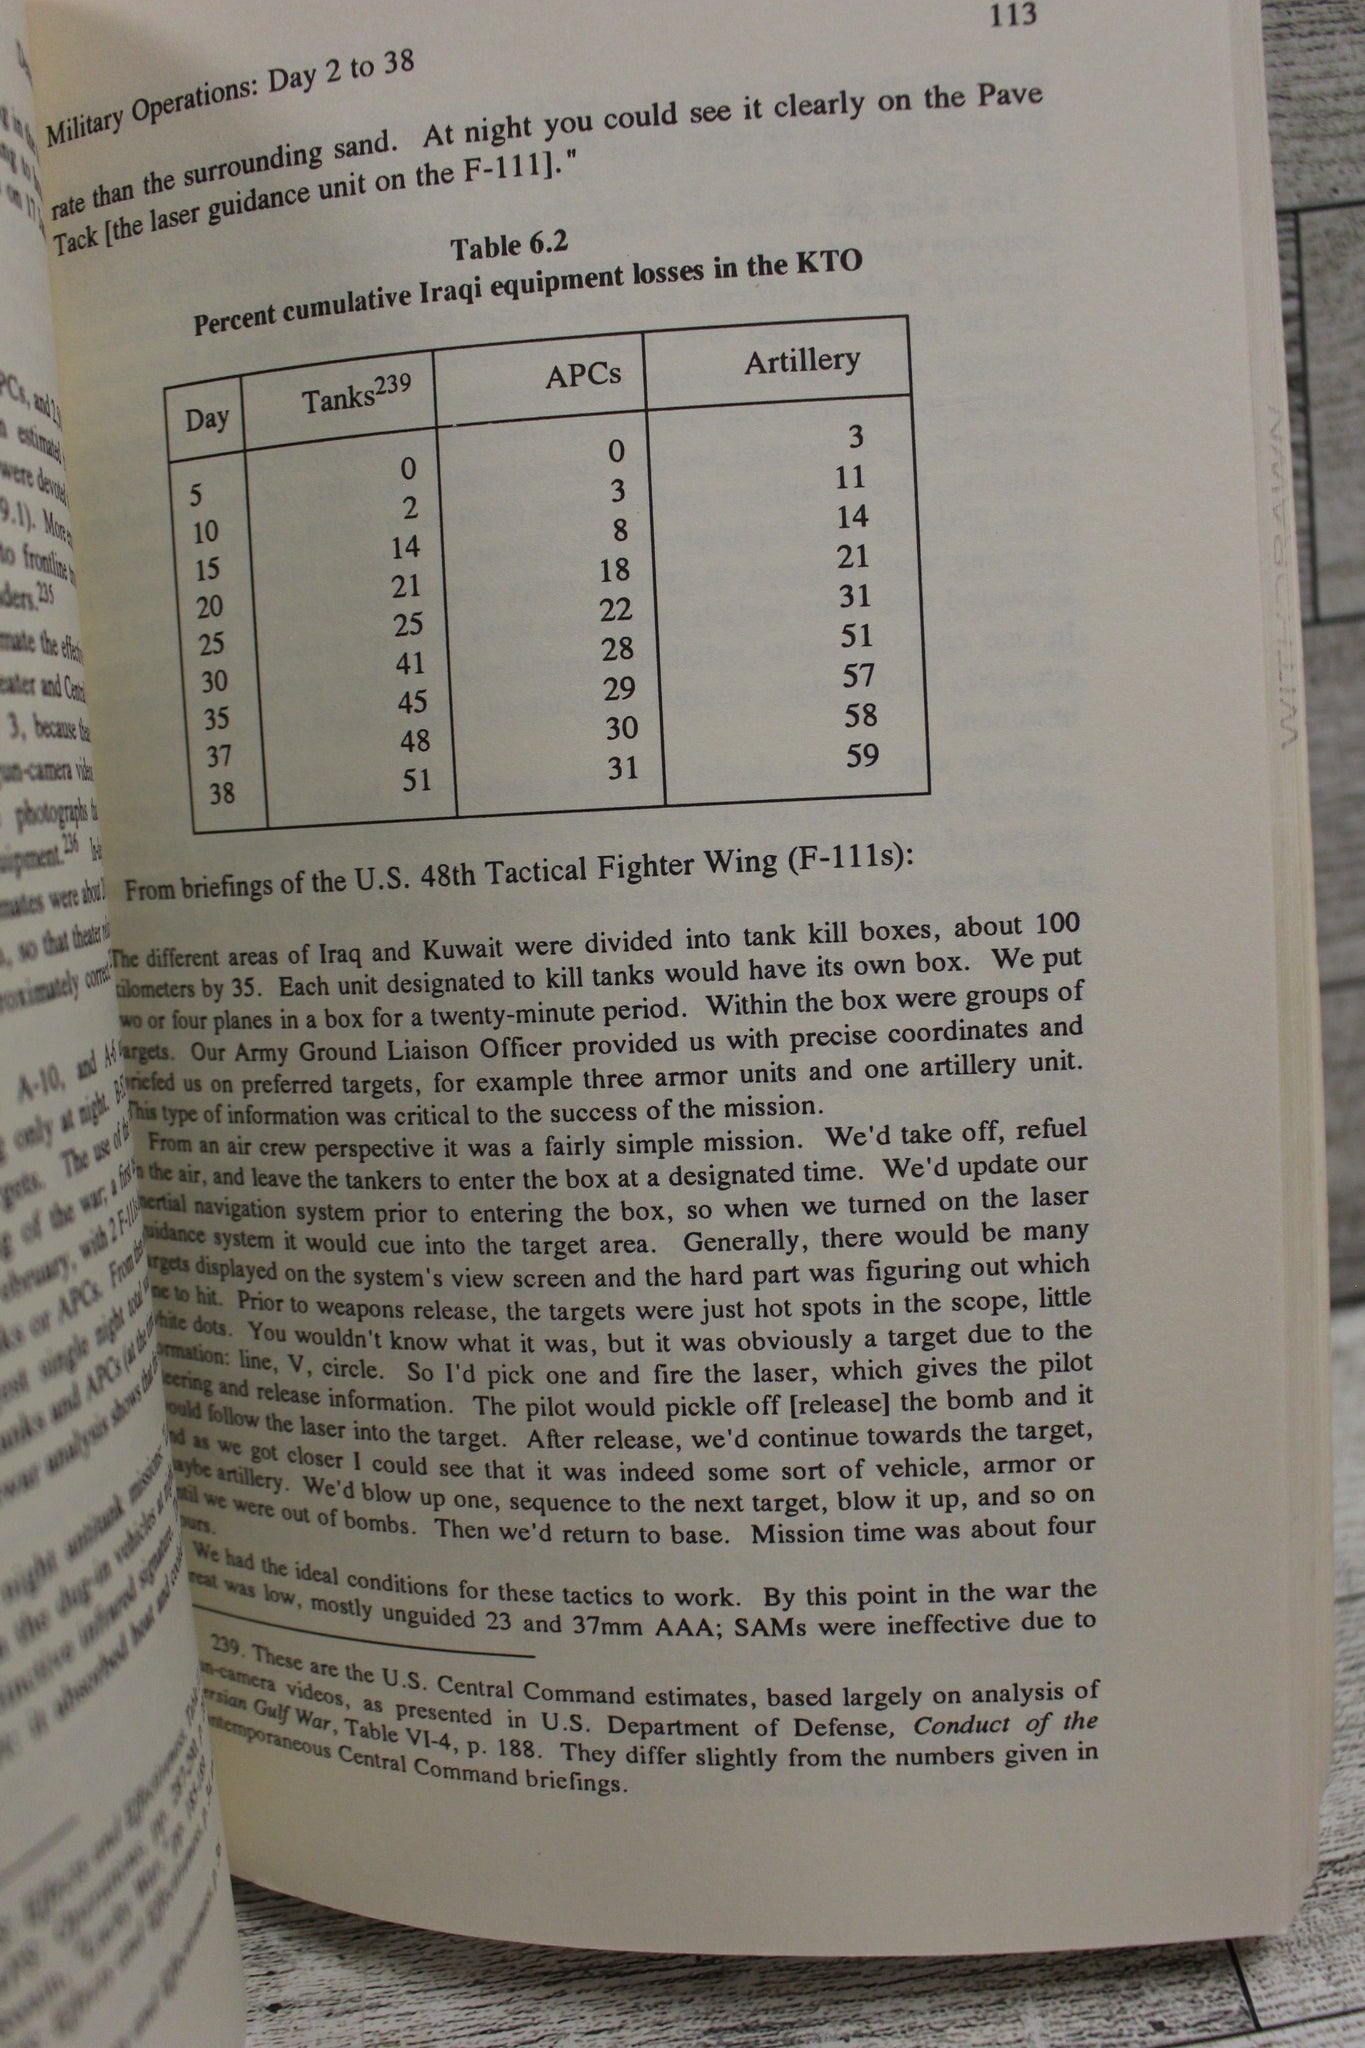 113
Military Operations: Day 2 to 38
rate than the surrounding sand. At night you could see it clearly on the Pave
Tack [the laser guidance unit on the F-111]."
Table 6.2
Percent cumulative Iraqi equipment losses in the KTO
Day Tanks239 APCs Artillery
5 0 0 3
10 2 3 11
15 14 8 14
20 21 18 21
25 25 22 31
30 41 28 51
35 45 29 57
37 48 30 58
38 51 31 59
From briefings of the U.S. 48th Tactical Fighter Wing (F-111s):
The different areas of Iraq and Kuwait were divided into tank kill boxes, about 100
kilometers by 35. Each unit designated to kill tanks would have its own box. We put
two or four planes in a box for a twenty-minute period. Within the box were groups of
targets. Our Army Ground Liaison Officer provided us with precise coordinates and
briefed us on preferred targets, for example three armor units and one artillery unit.
This type of information was critical to the success of the mission.
From an air crew perspective it was a fairly simple mission. We'd take off, refuel
in the air, and leave the tankers to enter the box at a designated time. We'd update our
inertial navigation system prior to entering the box, so when we turned on the laser
guidance system it would cue into the target area. Generally, there would be many
targets displayed on the system's view screen and the hard part was figuring out which
one to hit. Prior to weapons release, the targets were just hot spots in the scope, little
white dots. You wouldn't know what it was, but it was obviously a target due to the
formation: line, V, circle. So I'd pick one and fire the laser, which gives the pilot
steering and release information. The pilot would pickle off [release] the bomb and it
would follow the laser into the target. After release, we'd continue towards the target,
and as we got closer I could see that it was indeed some sort of vehicle, armor or
maybe artillery. We'd blow up one, sequence to the next target, blow it up, and so on
until we were out of bombs. Then we'd return to base. Mission time was about four
hours.
We had the ideal conditions for these tactics to work. By this point in the war the
threat was low, mostly unguided 23 and 37mm AAA; SAMs were ineffective due to
239. These are the U.S. Central Command estimates, based largely on analysis of
gun-camera videos, as presented in U.S. Department of Defense, Conduct of the
Persian Gulf War, Table VI-4, p. 188. They differ slightly from the numbers given in
contemporaneous Central Command briefings.
WITHDRAWN